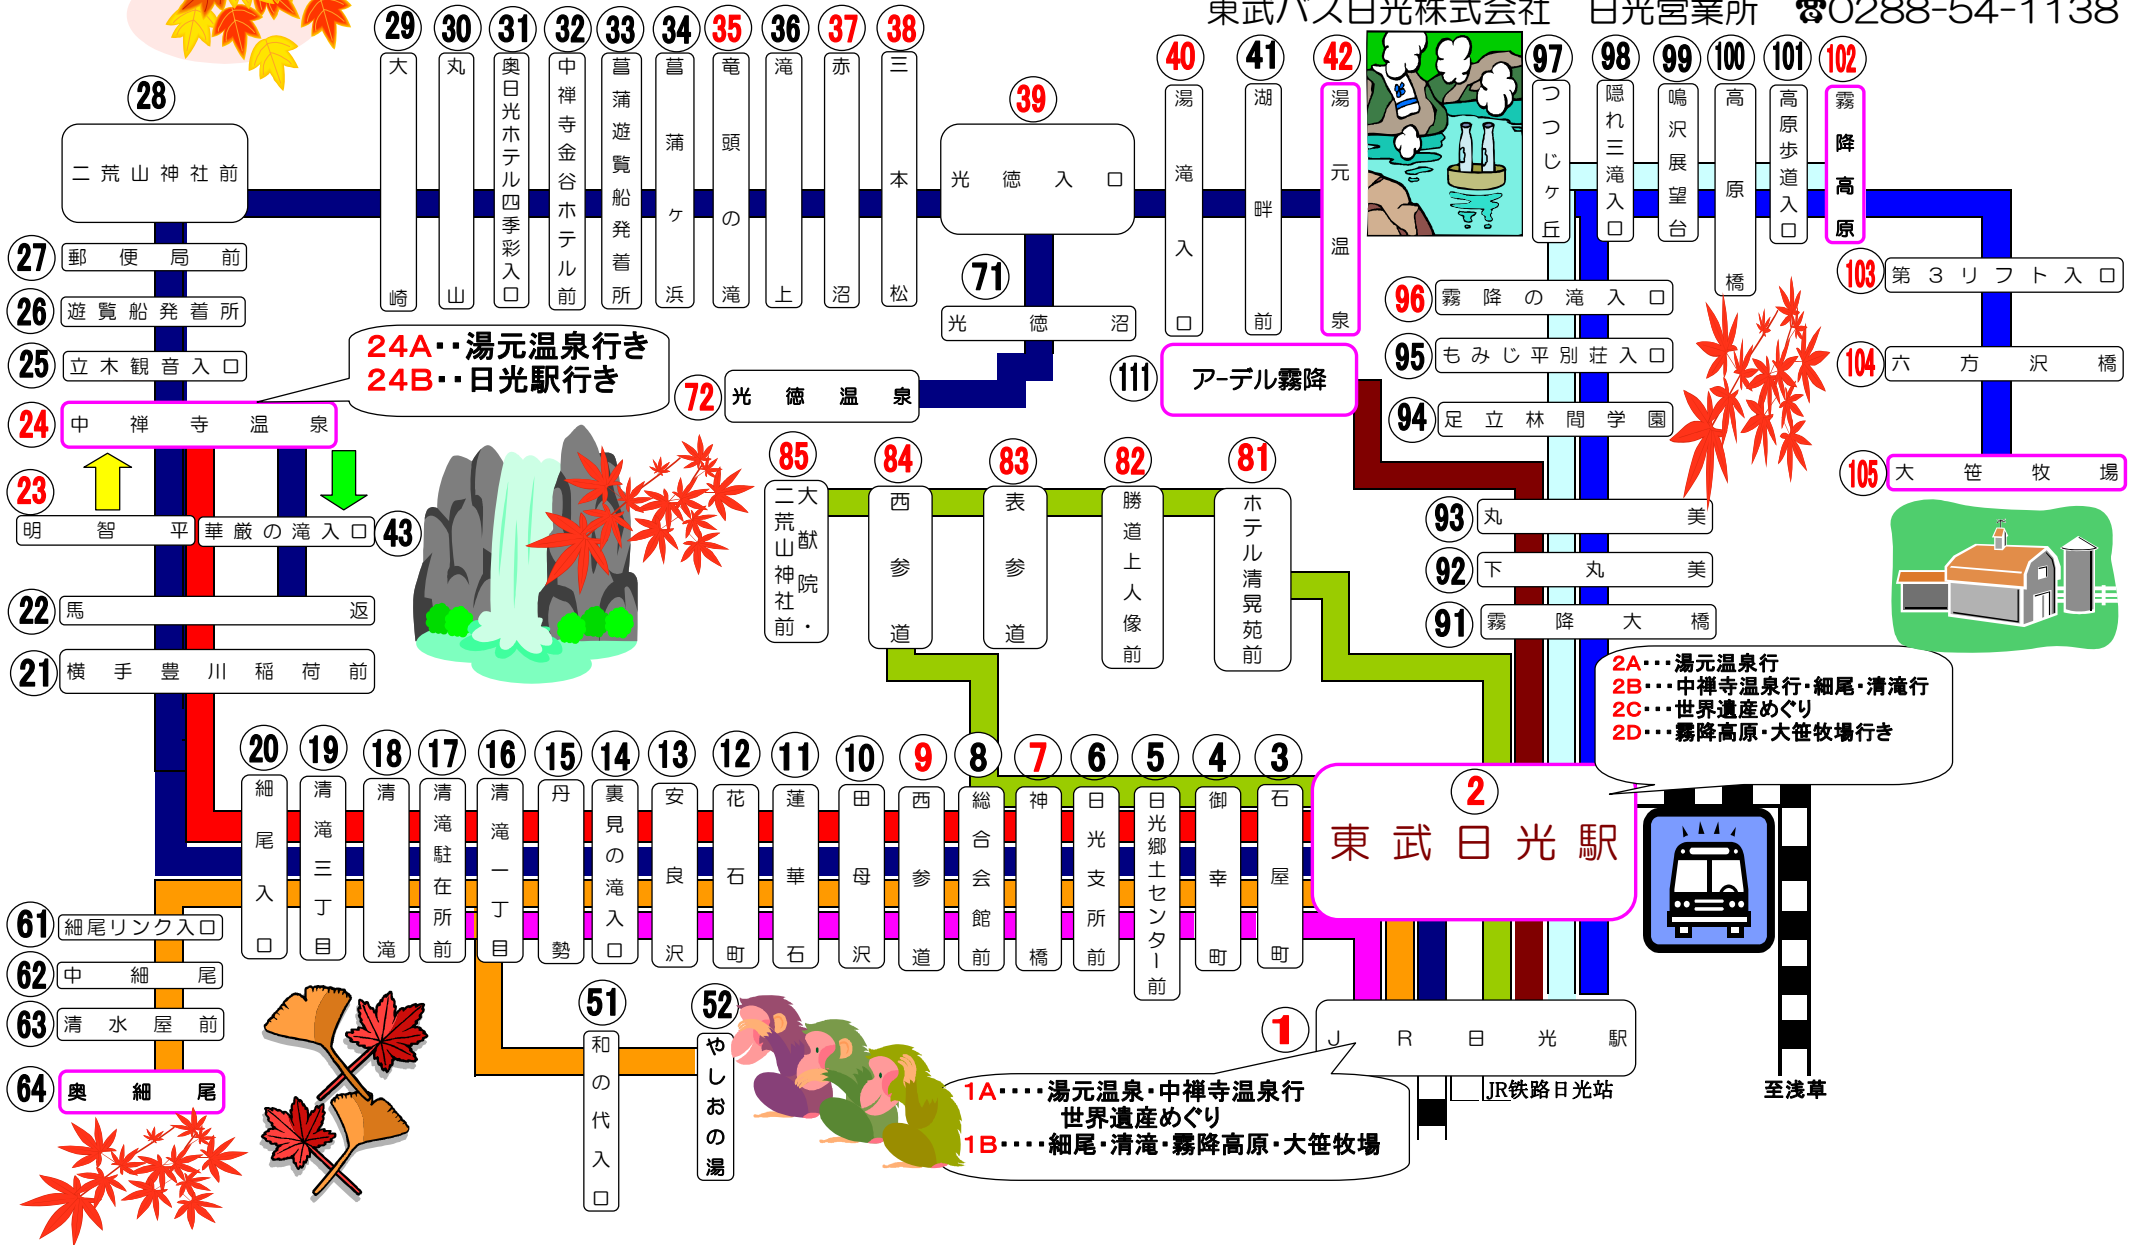 東武バス日光株式会社　日光営業所　☎0288-54-1138
29 大崎
30 丸山
31 奥日光ホテル四季彩入口
32 中禅寺金谷ホテル前
33 菖蒲遊覧船発着所
34 菖蒲ヶ浜
35 竜頭の滝
36 滝上
37 赤沼
38 三本松
39 光徳入口
40 湯滝入口
41 湖畔前
42 湯元温泉
97 つつじヶ丘
98 隠れ三滝入口
99 鳴沢展望台
100 高原橋
101 高原歩道入口
102 霧降高原
28 二荒山神社前
27 郵便局前
26 遊覧船発着所
25 立木観音入口
24 中禅寺温泉
24A‥湯元温泉行き
24B‥日光駅行き
23 明智平
華厳の滝入口 43
22 馬返
21 横手豊川稲荷前
71 光徳沼
72 光徳温泉
111 アーデル霧降
96 霧降の滝入口
95 もみじ平別荘入口
94 足立林間学園
93 丸美
92 下丸美
91 霧降大橋
103 第３リフト入口
104 六方沢橋
105 大笹牧場
85 大猷院・二荒山神社前
84 西参道
83 表参道
82 勝道上人像前
81 ホテル清晃苑前
2A‥‥湯元温泉行
2B‥‥中禅寺温泉行・細尾・清滝行
2C‥‥世界遺産めぐり
2D‥‥霧降高原・大笹牧場行き
20 細尾入口
19 清滝三丁目
18 清滝
17 清滝駐在所前
16 清滝一丁目
15 丹勢
14 裏見の滝入口
13 安良沢
12 花石町
11 蓮華石
10 田母沢
9 西参道
8 総合会館前
7 神橋
6 日光支所前
5 日光郷土センター前
4 御幸町
3 石屋町
2 東武日光駅
61 細尾リンク入口
62 中細尾
63 清水屋前
64 奥細尾
51 和の代入口
52 やしおの湯
1 JR日光駅
JR铁路日光站
至浅草
1A‥‥湯元温泉・中禅寺温泉行
世界遺産めぐり
1B‥‥細尾・清滝・霧降高原・大笹牧場